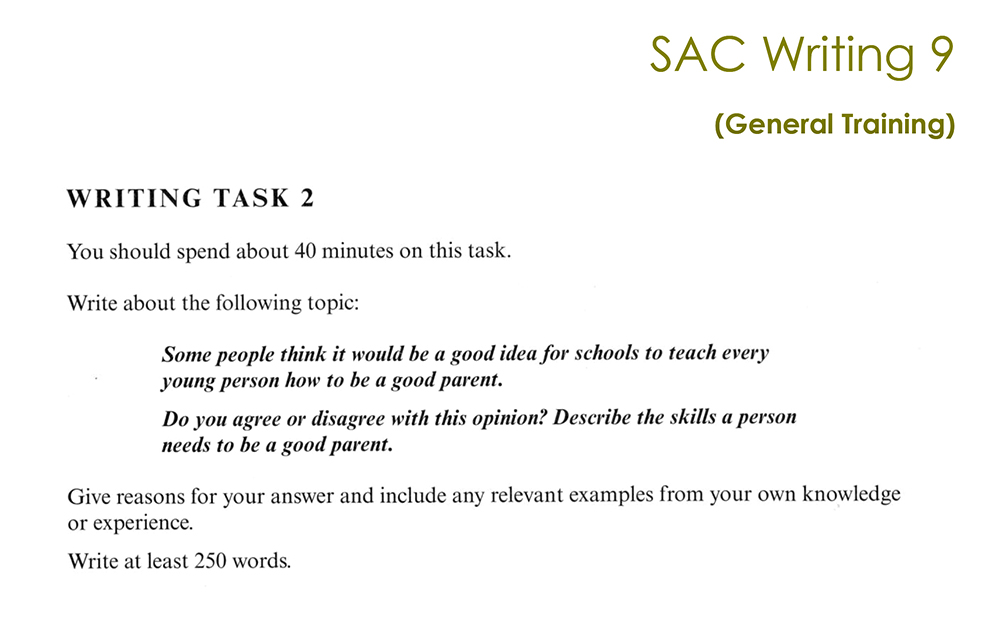 SAC Writing 9
(General Training)
WRITING TASK 2
You should spend about 40 minutes on this task.
Write about the following topic:
Some people think it would be a good idea for schools to teach every
young person how to be a good parent.
Do you agree or disagree with this opinion? Describe the skills a person
needs to be a good parent.
Give reasons for your answer and include any relevant examples from your own knowledge
or experience.
Write at least 250 words.